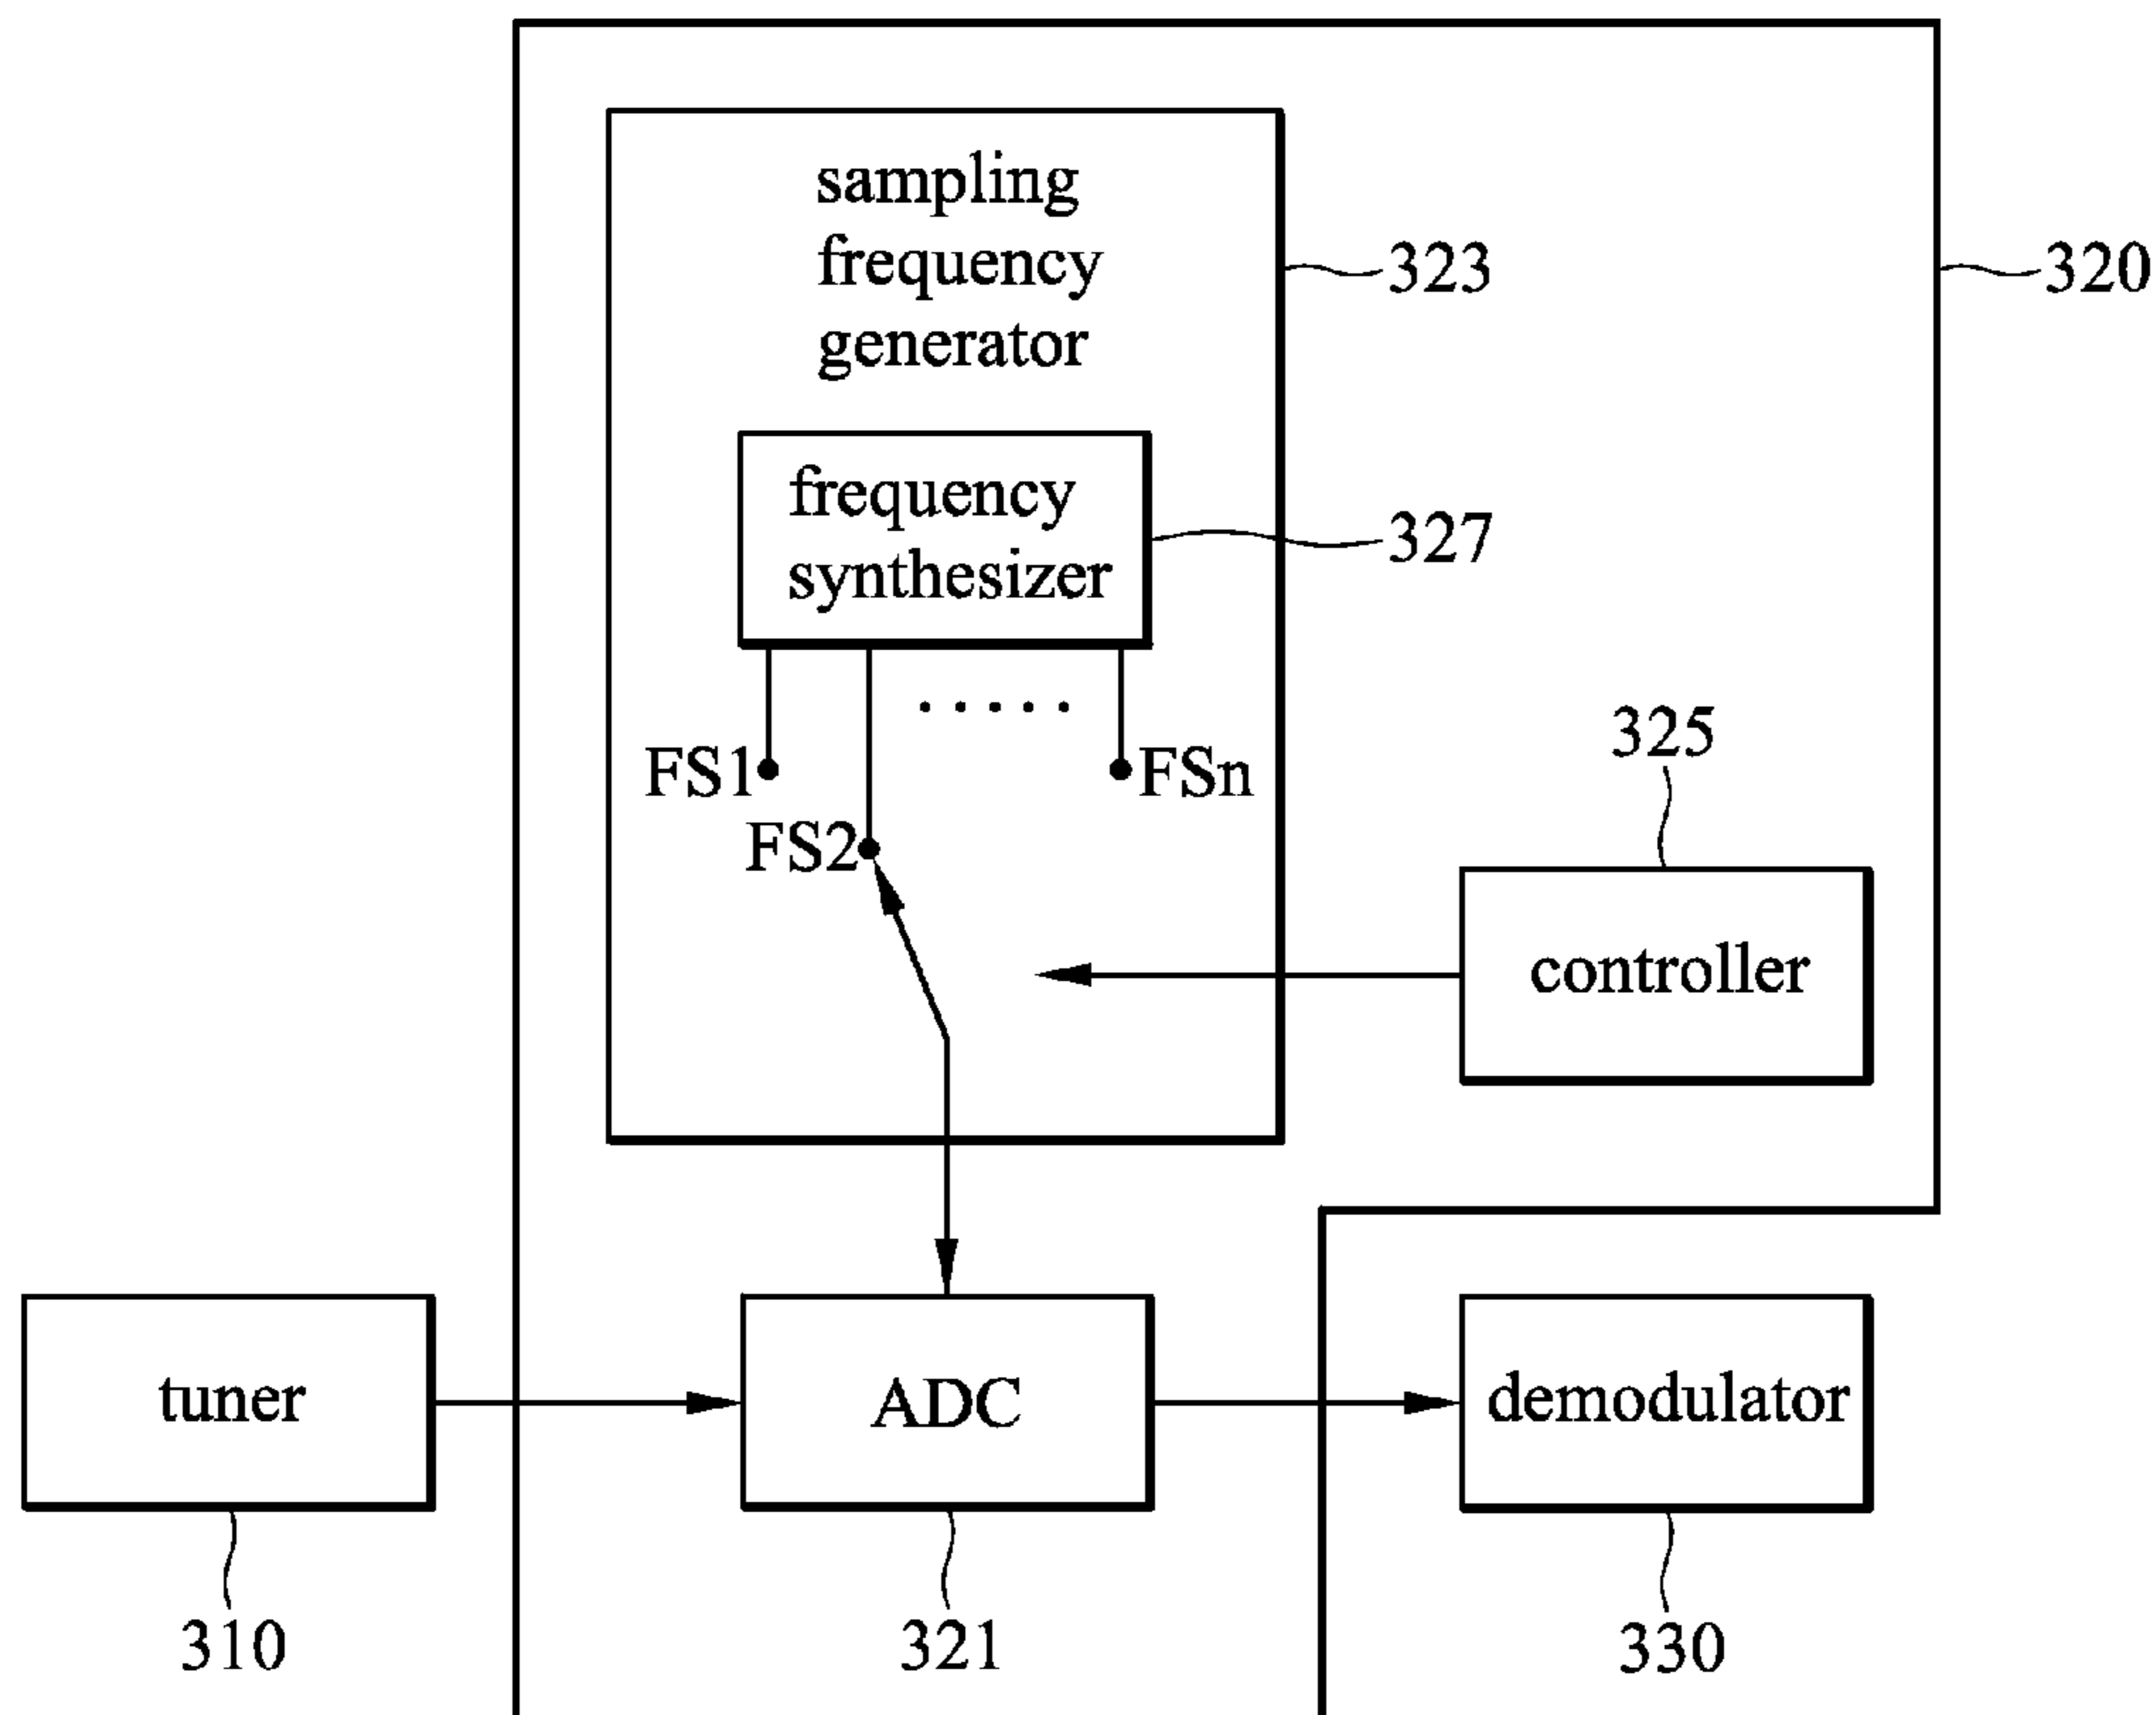 sampling
frequency
generator
323
320
frequency
synthesizer
327
FS1
FSn
FS2
325
controller
tuner
ADC
demodulator
310
321
330